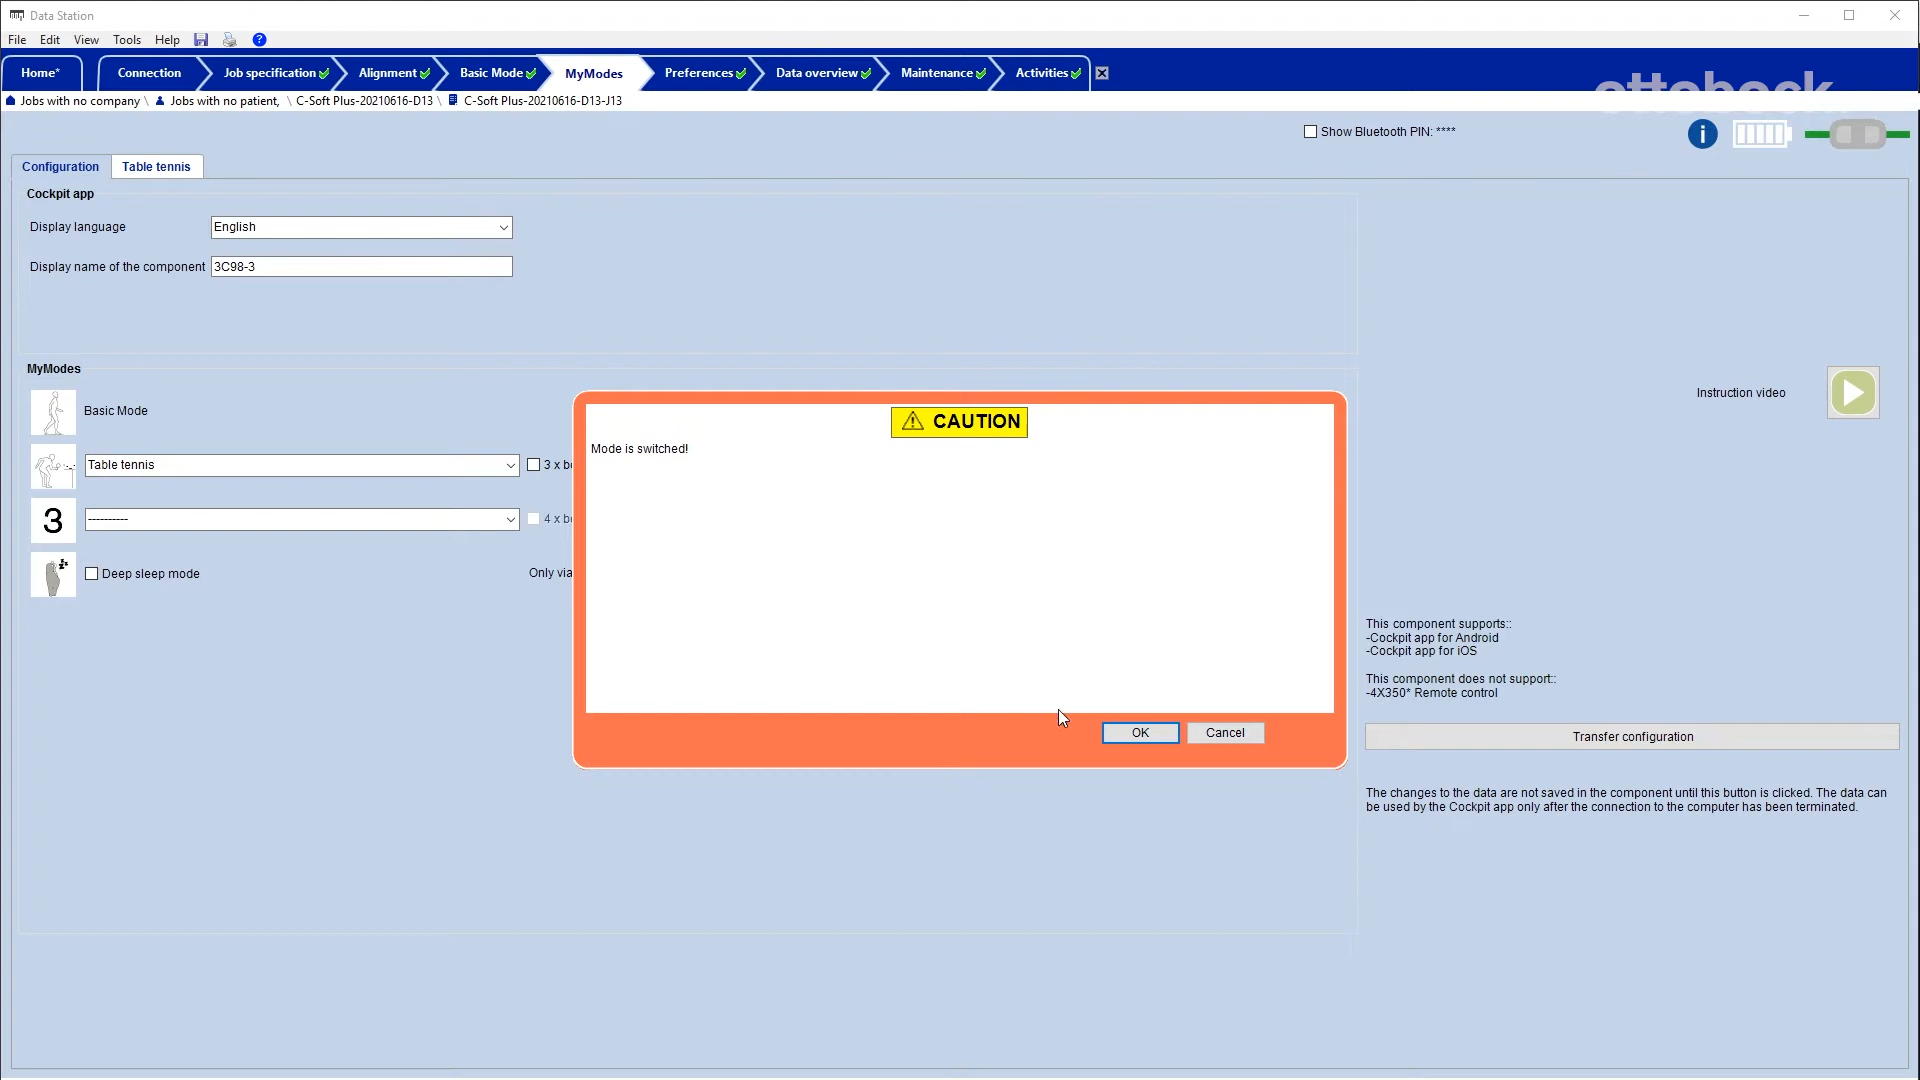 Data Station
File Edit View Tools Help
Home* Connection Job specification Alignment Basic Mode MyModes Preferences Data overview Maintenance Activities
ottobock
Jobs with no company \ Jobs with no patient, \ C-Soft Plus-20210616-D13 \ C-Soft Plus-20210616-D13-J13
Show Bluetooth PIN: ****
Configuration Table tennis
Cockpit app
Display language English
Display name of the component 3C98-3
MyModes
Instruction video
Basic Mode
CAUTION
Mode is switched!
Table tennis 3 x
3 ---------- 4 x
Deep sleep mode Only via
This component supports::
-Cockpit app for Android
-Cockpit app for iOS
This component does not support::
-4X350* Remote control
OK Cancel
Transfer configuration
The changes to the data are not saved in the component until this button is clicked. The data can
be used by the Cockpit app only after the connection to the computer has been terminated.